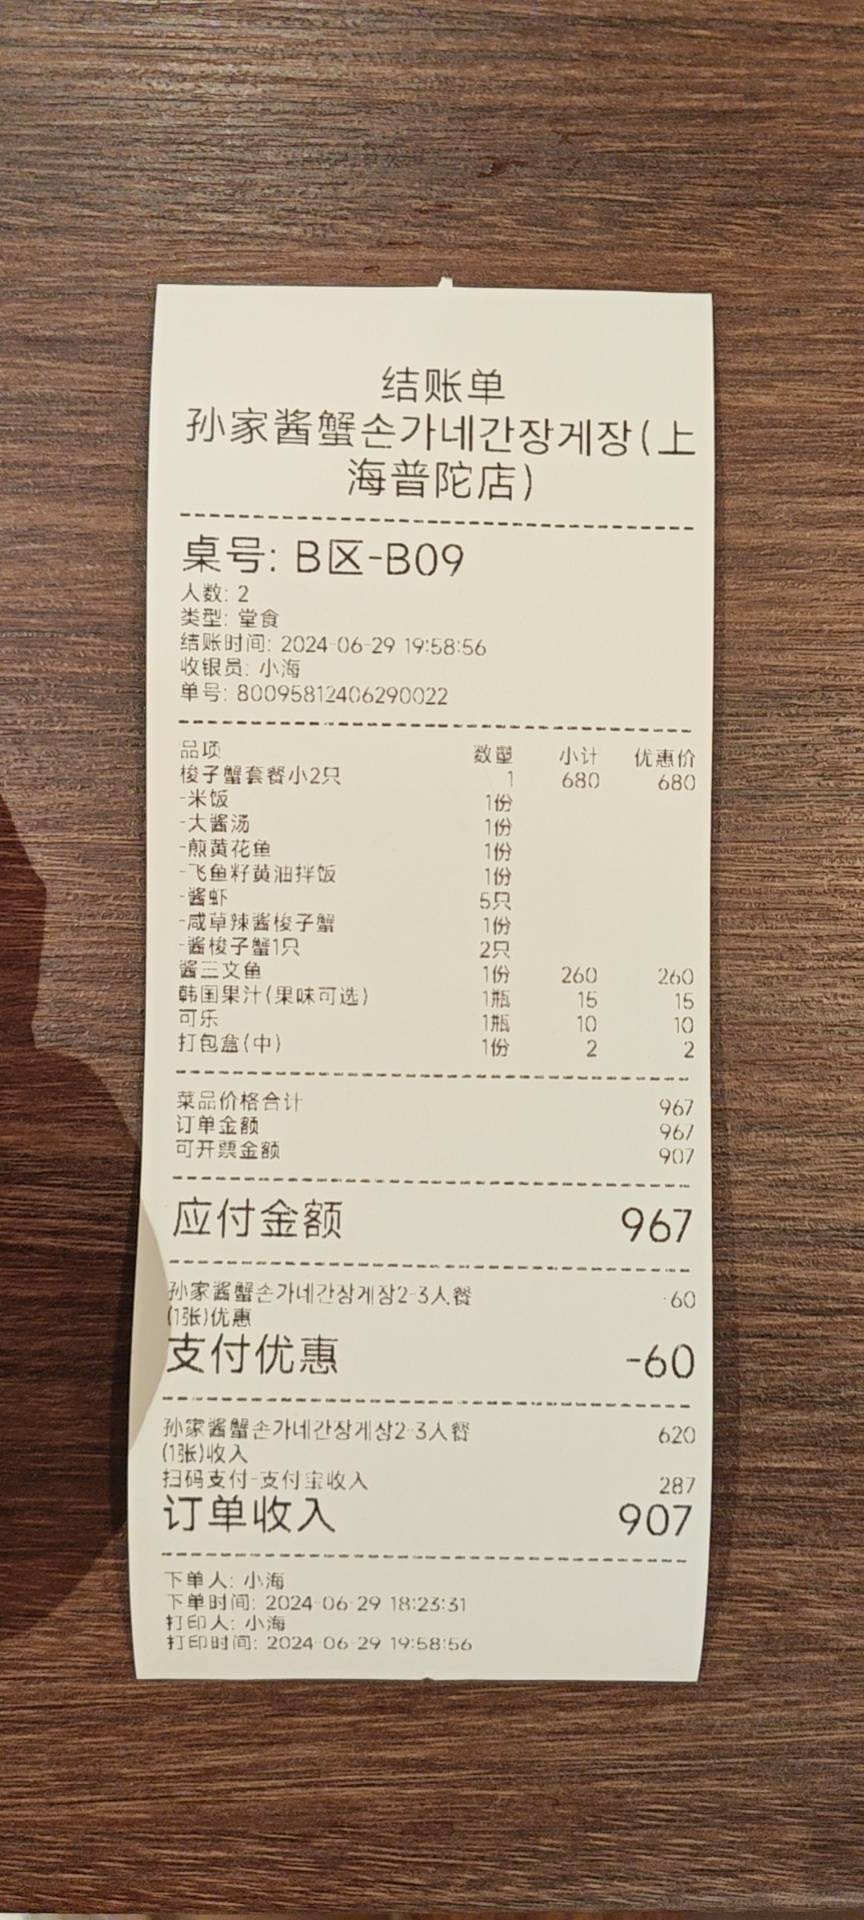 结账单
孙家酱蟹손가네간장게장(上
海普陀店)
桌号: B区-B09
人数: 2
类型: 堂食
结账时间: 2024-06-29 19:58:56
收银员: 小海
单号: 80095812406290022
品项 数量 小计 优惠价
梭子蟹套餐小2只 1 680 680
-米饭 1份
-大酱汤 1份
-煎黄花鱼 1份
-飞鱼籽黄油拌饭 1份
-酱虾 5只
-咸草辣酱梭子蟹 1份
-酱梭子蟹1只 2只
酱三文鱼 1份 260 260
韩国果汁(果味可选) 1瓶 15 15
可乐 1瓶 10 10
打包盒(中) 1份 2 2
菜品价格合计 967
订单金额 967
可开票金额 907
应付金额 967
孙家酱蟹손가네간장게장2-3人餐 -60
(1张)优惠
支付优惠 -60
孙家酱蟹손가네간장게장2-3人餐 620
(1张)收入
扫码支付-支付宝收入 287
订单收入 907
下单人: 小海
下单时间: 2024-06-29 18:23:31
打印人: 小海
打印时间: 2024-06-29 19:58:56